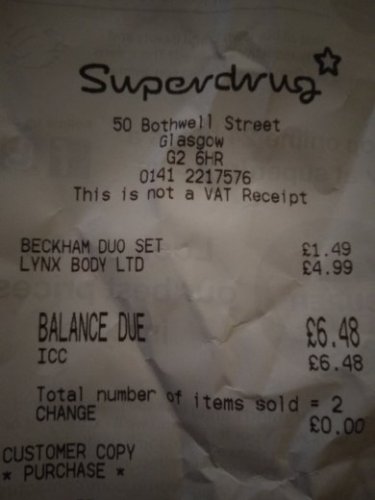 Superdrug
50 Bothwell Street
Glasgow
G2 6HR
0141 2217576
This is not a VAT Receipt
BECKHAM DUO SET £1.49
LYNX BODY LTD £4.99
BALANCE DUE £6.48
ICC £6.48
Total number of items sold = 2
CHANGE £0.00
CUSTOMER COPY
* PURCHASE *